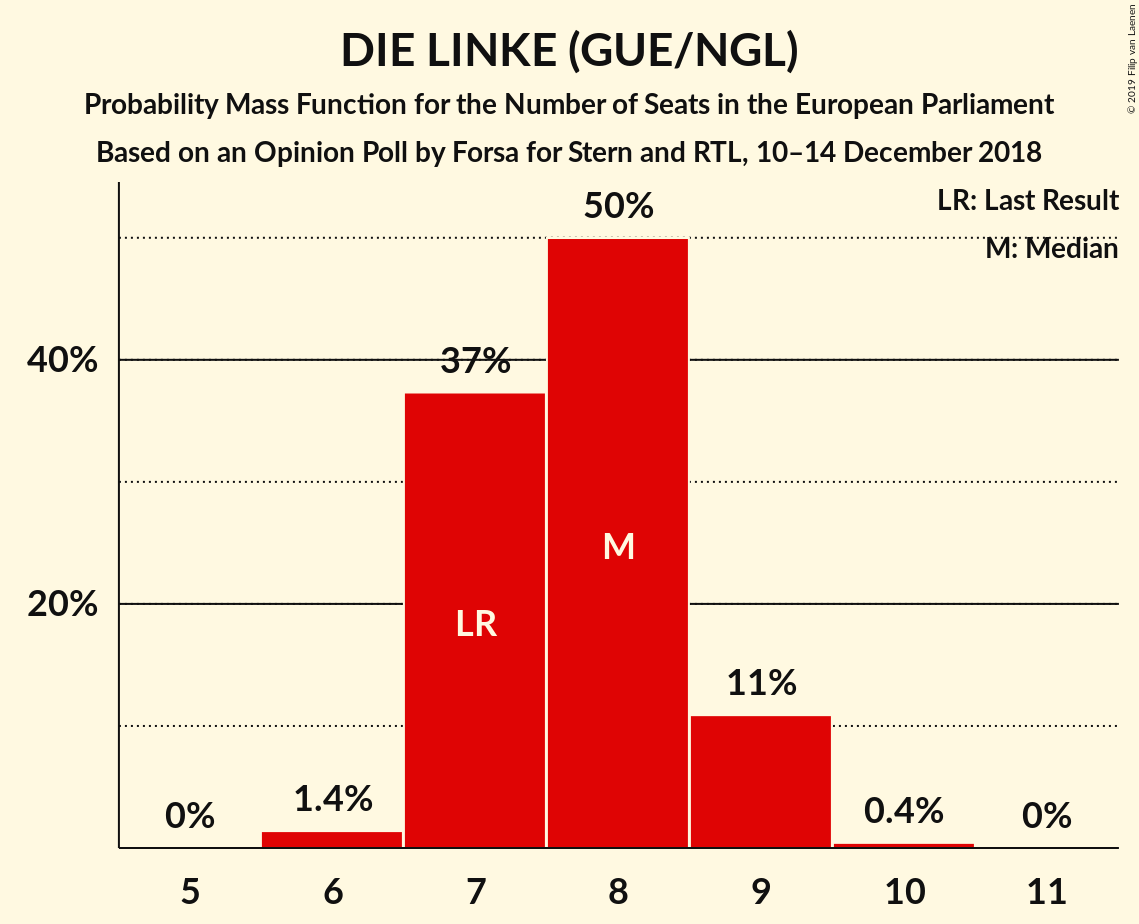 DIE LINKE (GUE/NGL)
Probability Mass Function for the Number of Seats in the European Parliament
Based on an Opinion Poll by Forsa for Stern and RTL, 10–14 December 2018
© 2019 Filip van Laenen
LR: Last Result
M: Median
50%
40%
37%
M
20%
LR
11%
0%
1.4%
0.4%
0%
5 6 7 8 9 10 11